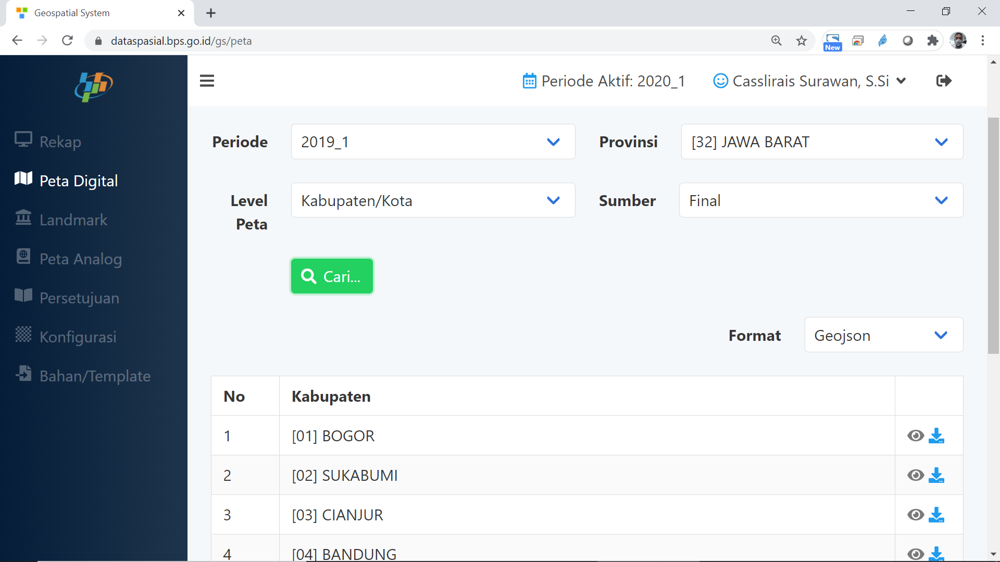 Geospatial System
dataspasial.bps.go.id/gs/peta
New
Periode Aktif: 2020_1
Casslirais Surawan, S.Si
Rekap
Peta Digital
Landmark
Peta Analog
Persetujuan
Konfigurasi
Bahan/Template
Periode
2019_1
Provinsi
[32] JAWA BARAT
Level
Peta
Kabupaten/Kota
Sumber
Final
Cari...
Format
Geojson
No Kabupaten
1 [01] BOGOR
2 [02] SUKABUMI
3 [03] CIANJUR
4 [04] BANDUNG